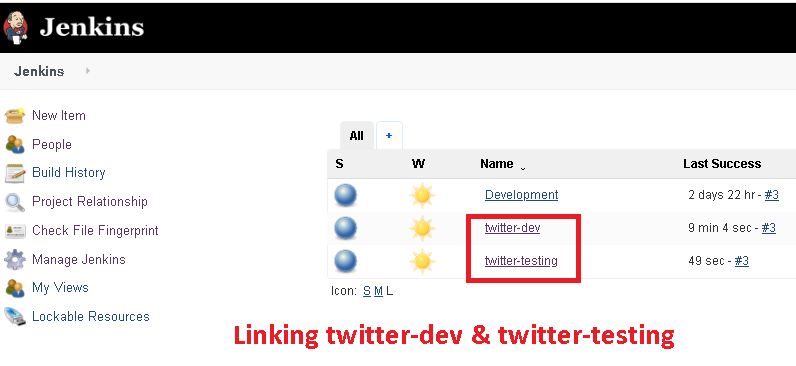 Jenkins
Jenkins
New Item
People
Build History
Project Relationship
Check File Fingerprint
Manage Jenkins
My Views
Lockable Resources
All +
S W Name Last Success
Development 2 days 22 hr - #3
twitter-dev 9 min 4 sec - #3
twitter-testing 49 sec - #3
Icon: S M L
Linking twitter-dev & twitter-testing